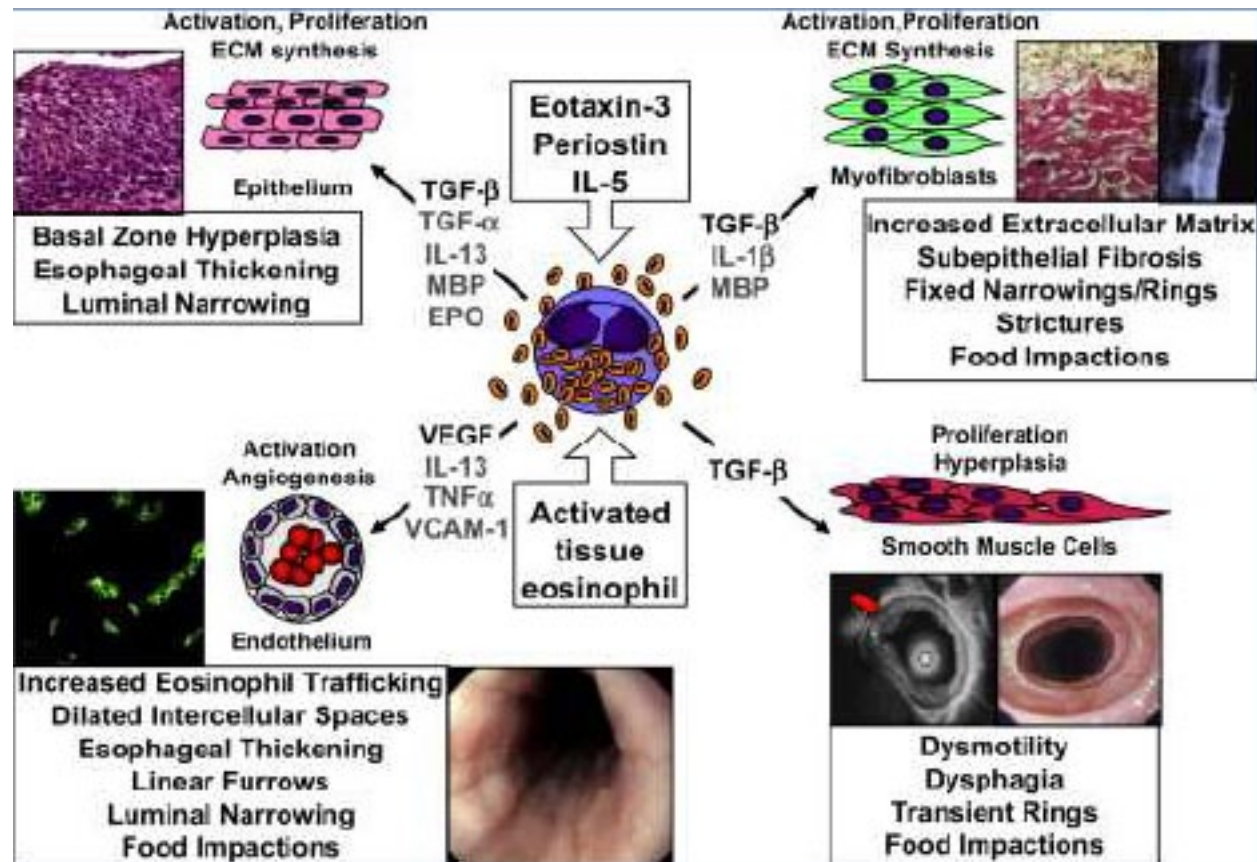 Activation, Proliferation
ECM synthesis
Epithelium
Basal Zone Hyperplasia
Esophageal Thickening
Luminal Narrowing
TGF-β
TGF-α
IL-13
MBP
EPO
Eotaxin-3
Periostin
IL-5
Activation,Proliferation
ECM Synthesis
Myofibroblasts
TGF-β
IL-1β
MBP
Increased Extracellular Matrix
Subepithelial Fibrosis
Fixed Narrowings/Rings
Strictures
Food Impactions
Activation
Angiogenesis
Endothelium
VEGF
IL-13
TNFα
VCAM-1
Increased Eosinophil Trafficking
Dilated Intercellular Spaces
Esophageal Thickening
Linear Furrows
Luminal Narrowing
Food Impactions
Activated
tissue
eosinophil
TGF-β
Proliferation
Hyperplasia
Smooth Muscle Cells
Dysmotility
Dysphagia
Transient Rings
Food Impactions